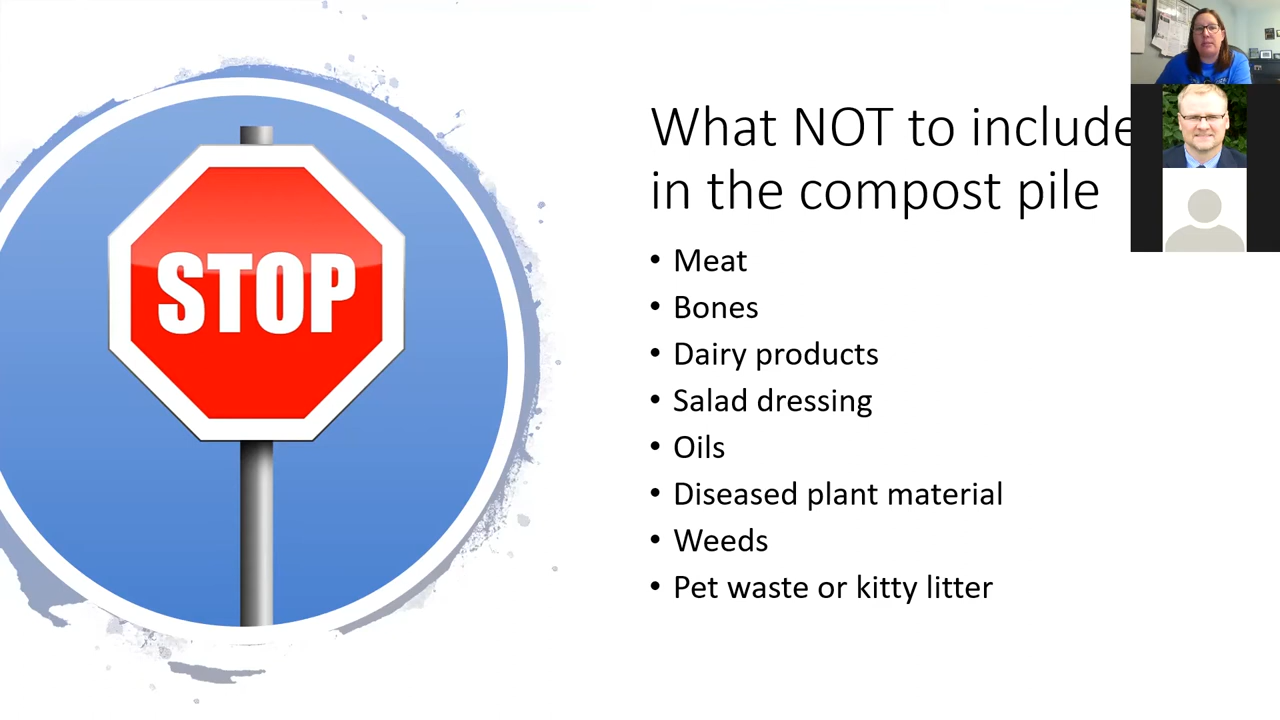 STOP
What NOT to include
in the compost pile
• Meat
• Bones
• Dairy products
• Salad dressing
• Oils
• Diseased plant material
• Weeds
• Pet waste or kitty litter